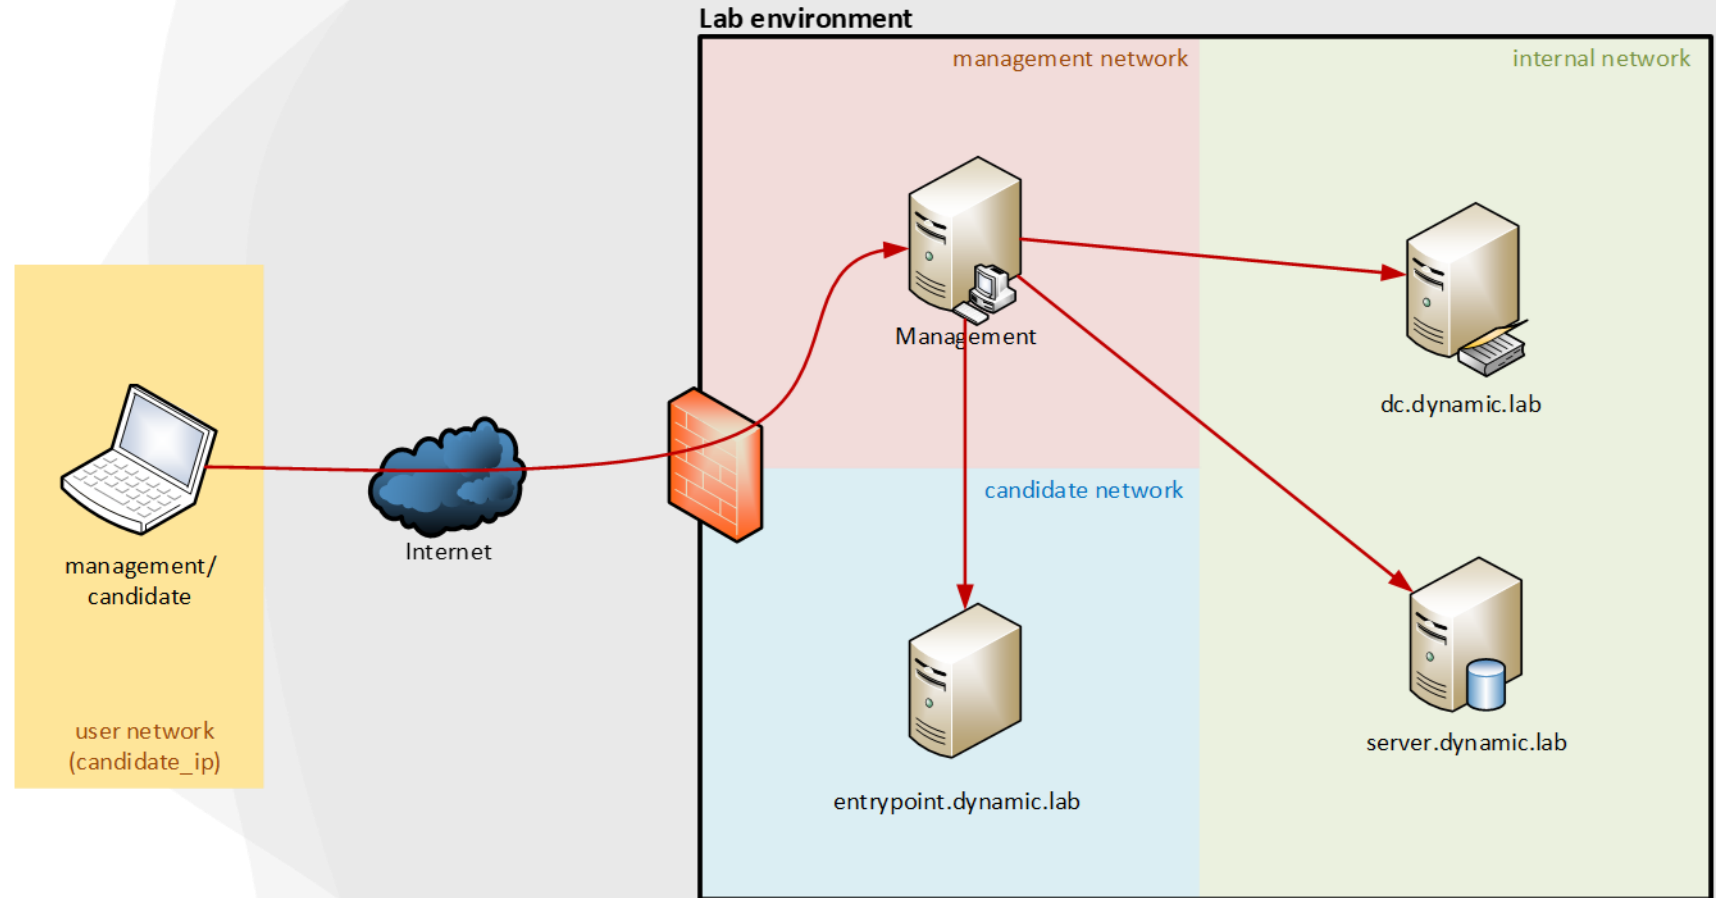 Lab environment
management network
internal network
Management
dc.dynamic.lab
candidate network
Internet
management/
candidate
user network
(candidate_ip)
server.dynamic.lab
entrypoint.dynamic.lab